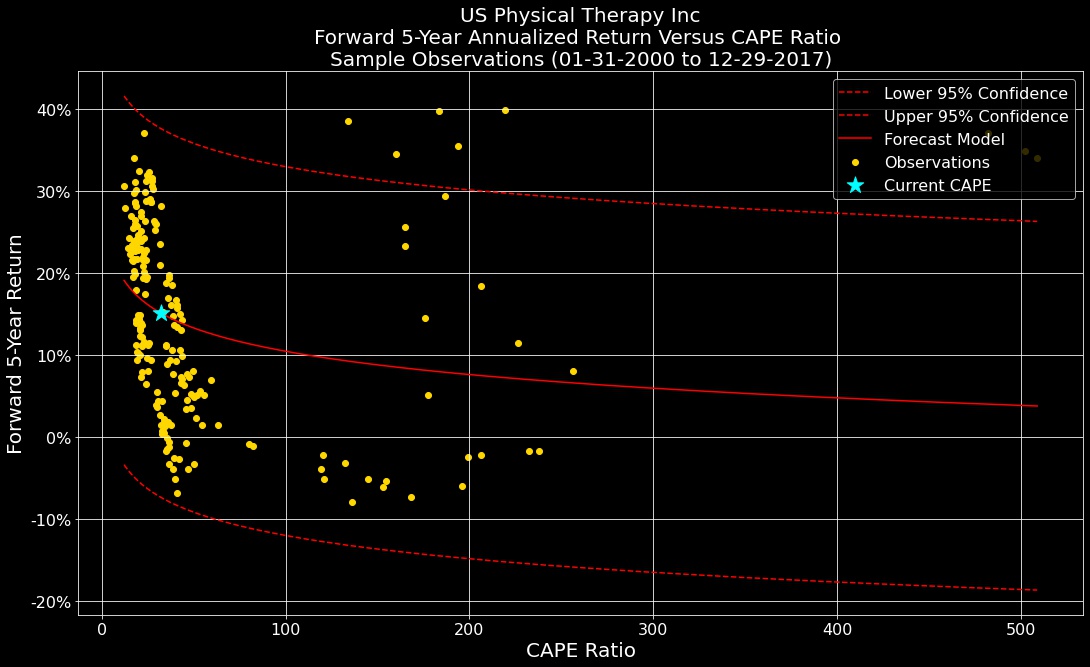 US Physical Therapy Inc
Forward 5-Year Annualized Return Versus CAPE Ratio
Sample Observations (01-31-2000 to 12-29-2017)
Lower 95% Confidence
Upper 95% Confidence
Forecast Model
Observations
Current CAPE
Forward 5-Year Return
40%
30%
20%
10%
0%
-10%
-20%
0 100 200 300 400 500
CAPE Ratio